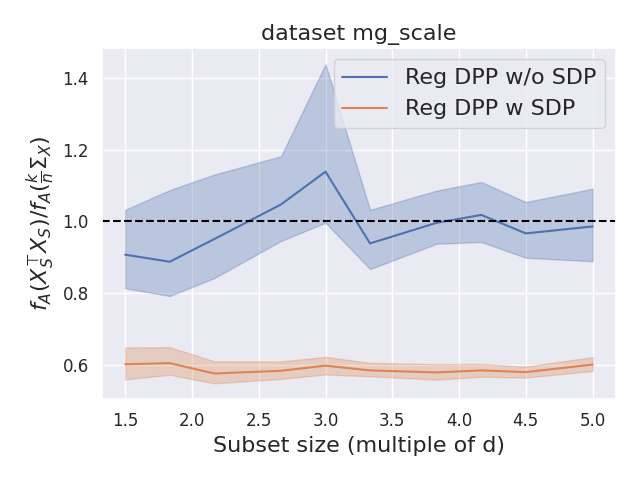 dataset mg_scale
Reg DPP w/o SDP
Reg DPP w SDP
f_A(X_S^⊤ X_S)/f_A(k/n Σ_X)
1.4
1.2
1.0
0.8
0.6
1.5 2.0 2.5 3.0 3.5 4.0 4.5 5.0
Subset size (multiple of d)